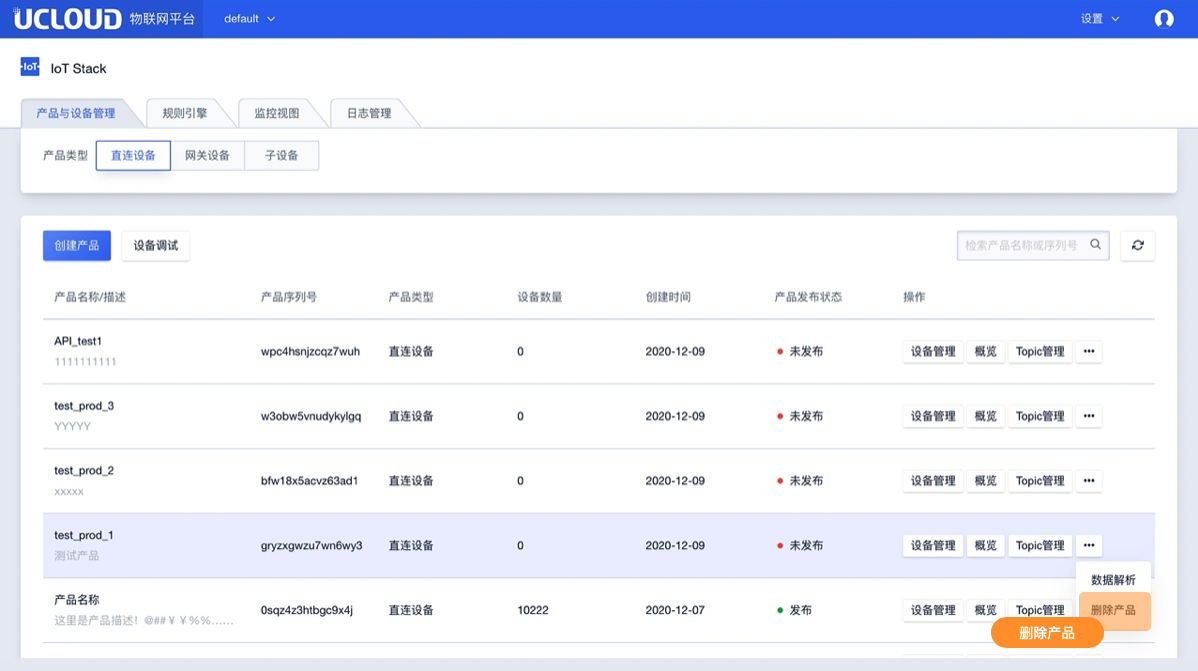 UCLOUD 物联网平台 default 设置
IoT IoT Stack
产品与设备管理 规则引擎 监控视图 日志管理
产品类型 直连设备 网关设备 子设备
创建产品 设备调试 检索产品名称或序列号
产品名称/描述 产品序列号 产品类型 设备数量 创建时间 产品发布状态 操作
API_test1
1111111111
wpc4hsnjzcqz7wuh 直连设备 0 2020-12-09 未发布 设备管理 概览 Topic管理 •••
test_prod_3
YYYYY
w3obw5vnudykylgq 直连设备 0 2020-12-09 未发布 设备管理 概览 Topic管理 •••
test_prod_2
xxxxx
bfw18x5acvz63ad1 直连设备 0 2020-12-09 未发布 设备管理 概览 Topic管理 •••
test_prod_1
测试产品
gryzxgwzu7wn6wy3 直连设备 0 2020-12-09 未发布 设备管理 概览 Topic管理 •••
数据解析
删除产品
产品名称
这里是产品描述！@##￥￥%%……
0sqz4z3htbgc9x4j 直连设备 10222 2020-12-07 发布 设备管理 概览 Topic管理
删除产品